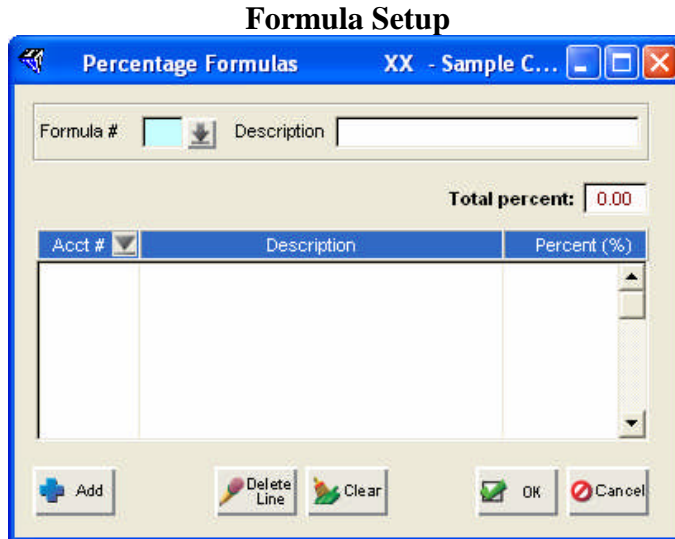 Formula Setup
Percentage Formulas XX - Sample C...
Formula # Description
Total percent: 0.00
Acct # Description Percent (%)
Add Delete Line Clear OK Cancel